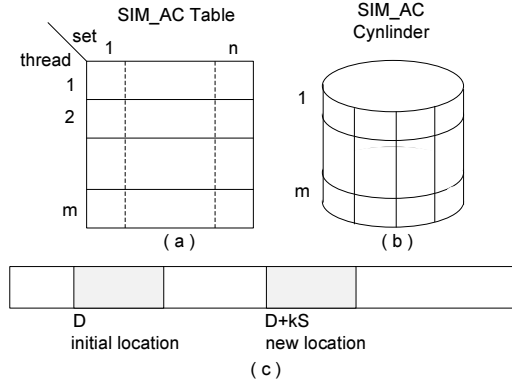 SIM_AC Table
set
1 n
thread
1
2
m
( a )
SIM_AC
Cynlinder
1
m
( b )
D D+kS
initial location new location
( c )